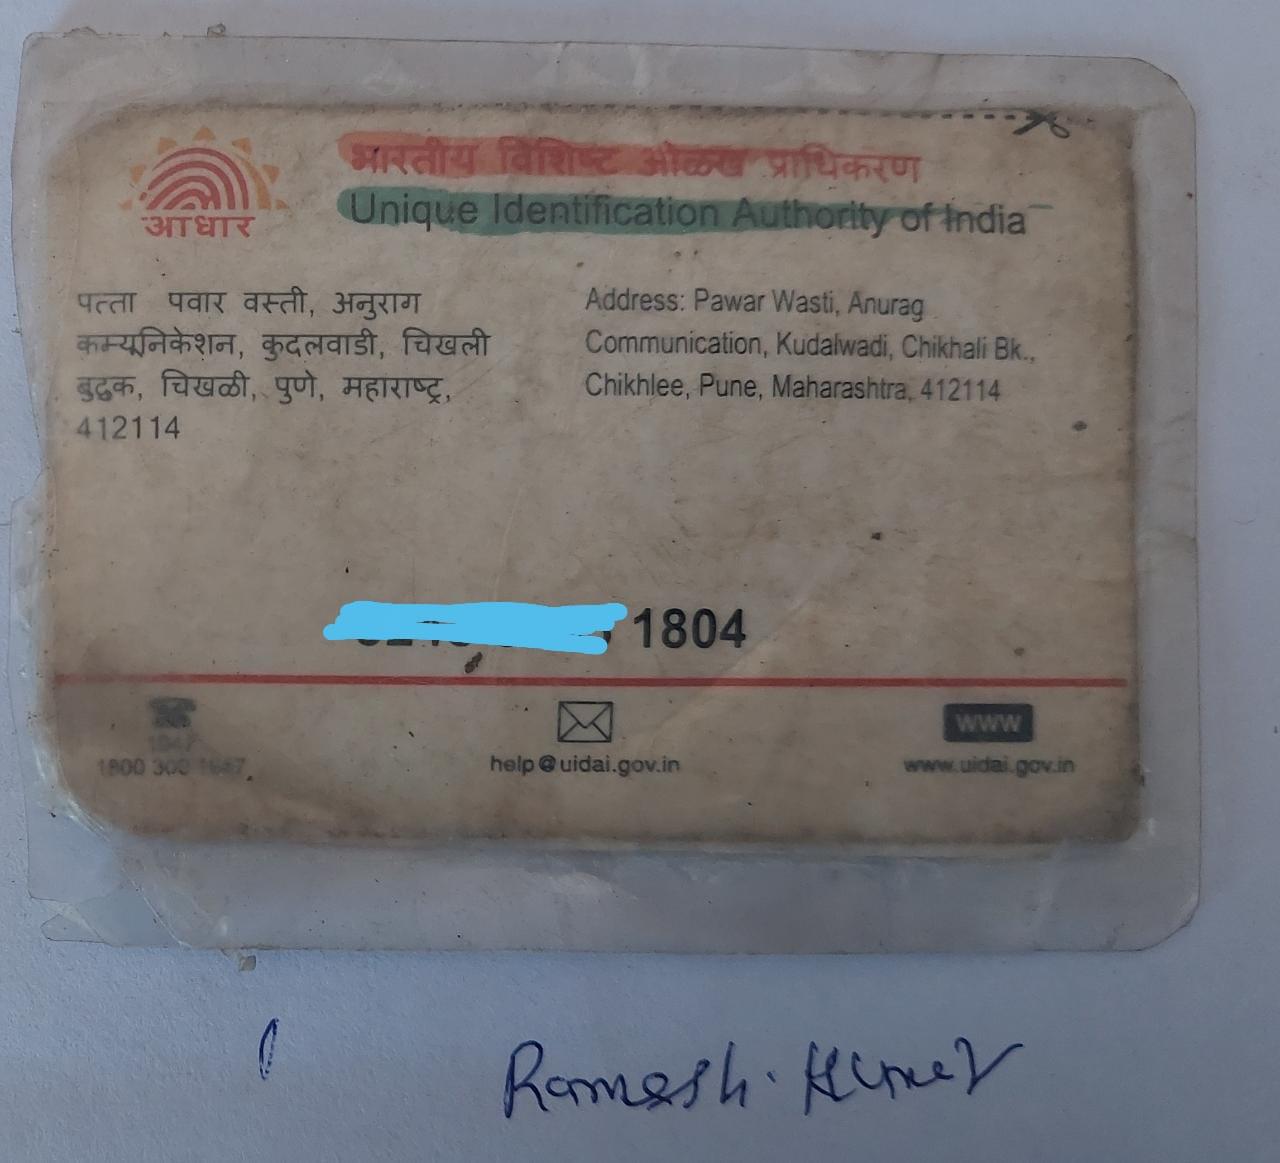 आधार
भारतीय विशिष्ट ओळख प्राधिकरण
Unique Identification Authority of India
पत्ता पवार वस्ती, अनुराग
कम्यूनिकेशन, कुदलवाडी, चिखली
बुद्रुक, चिखळी, पुणे, महाराष्ट्र,
412114
Address: Pawar Wasti, Anurag
Communication, Kudalwadi, Chikhali Bk.,
Chikhlee, Pune, Maharashtra, 412114
1804
1947
1800 300 1947
help@uidai.gov.in
WWW
www.uidai.gov.in
Ramesh.